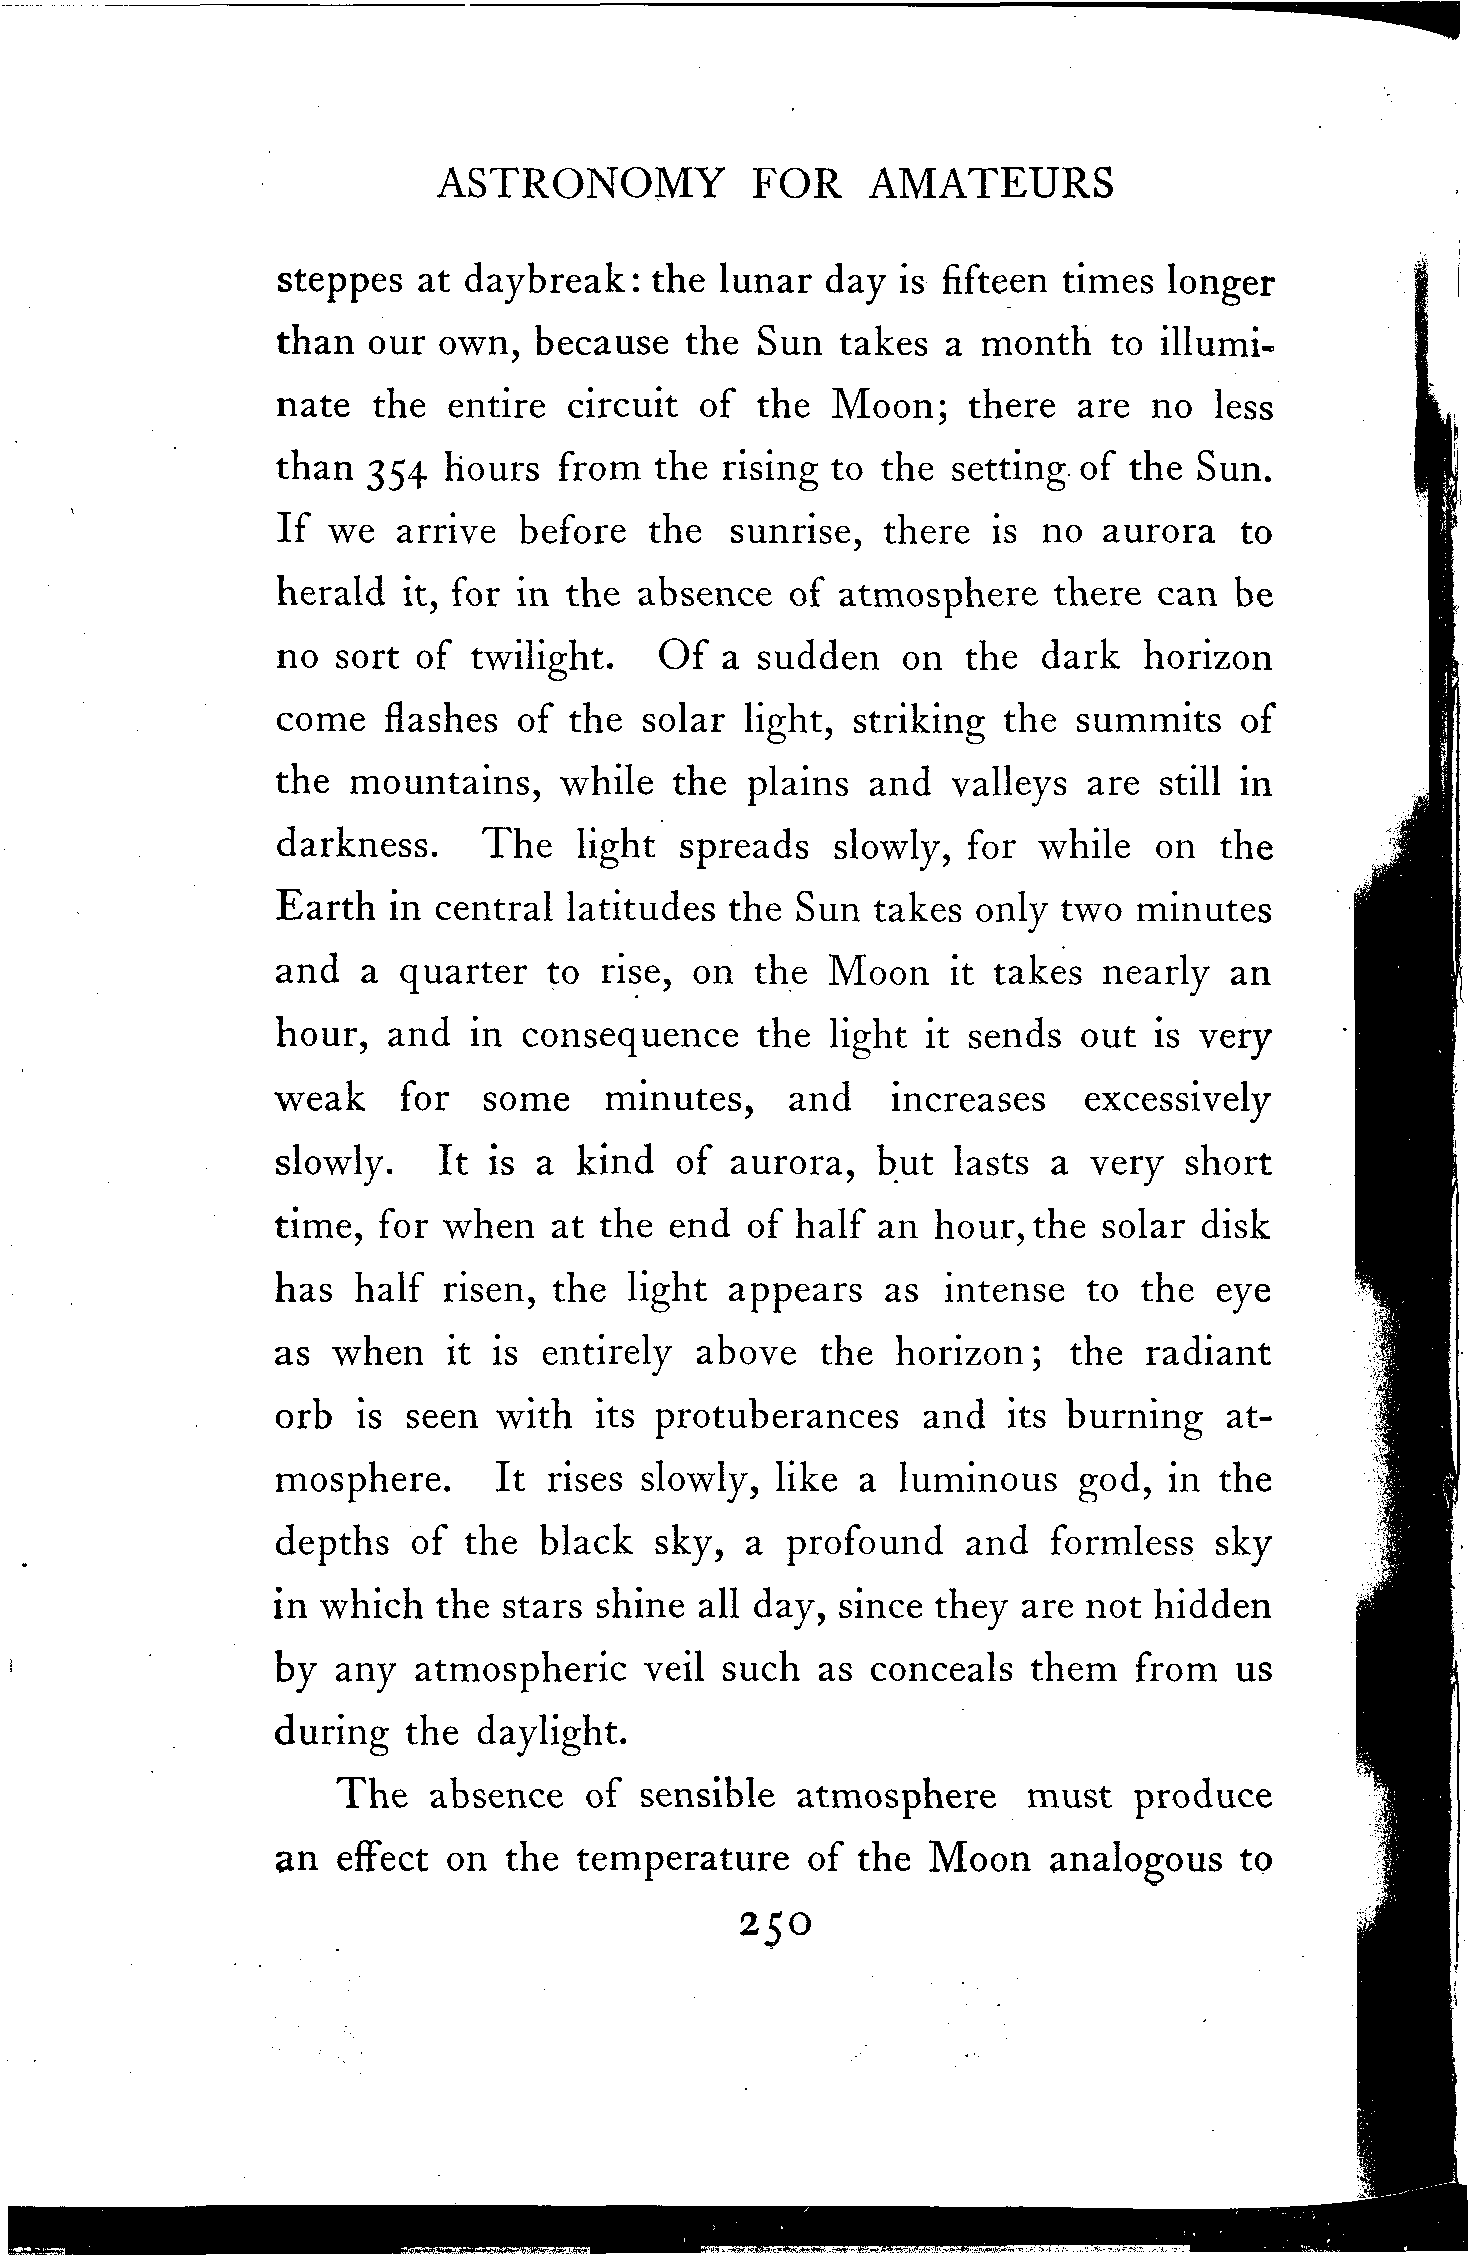 ASTRONOMY FOR AMATEURS
steppes at daybreak: the lunar day is fifteen times longer
than our own, because the Sun takes a month to illumi-
nate the entire circuit of the Moon; there are no less
than 354 hours from the rising to the setting of the Sun.
If we arrive before the sunrise, there is no aurora to
herald it, for in the absence of atmosphere there can be
no sort of twilight. Of a sudden on the dark horizon
come flashes of the solar light, striking the summits of
the mountains, while the plains and valleys are still in
darkness. The light spreads slowly, for while on the
Earth in central latitudes the Sun takes only two minutes
and a quarter to rise, on the Moon it takes nearly an
hour, and in consequence the light it sends out is very
weak for some minutes, and increases excessively
slowly. It is a kind of aurora, but lasts a very short
time, for when at the end of half an hour, the solar disk
has half risen, the light appears as intense to the eye
as when it is entirely above the horizon; the radiant
orb is seen with its protuberances and its burning at-
mosphere. It rises slowly, like a luminous god, in the
depths of the black sky, a profound and formless sky
in which the stars shine all day, since they are not hidden
by any atmospheric veil such as conceals them from us
during the daylight.
The absence of sensible atmosphere must produce
an effect on the temperature of the Moon analogous to
250